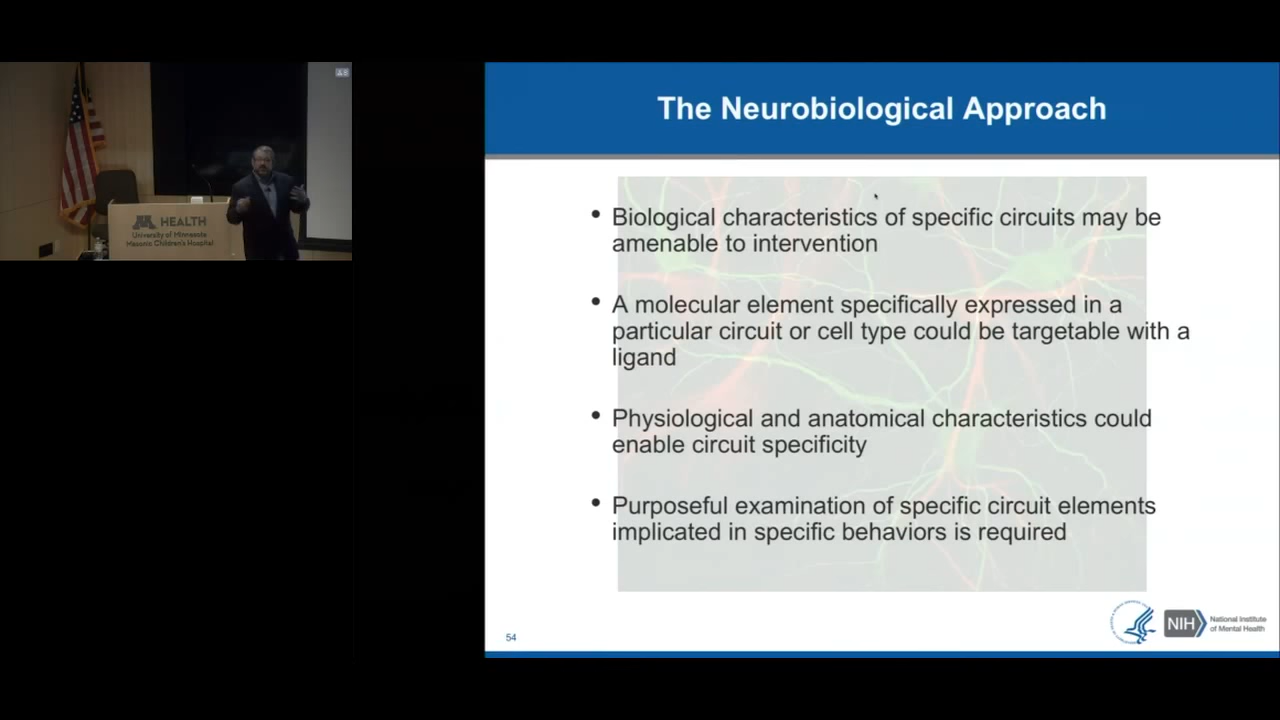 HEALTH
University of Minnesota
Masonic Children's Hospital
The Neurobiological Approach
• Biological characteristics of specific circuits may be
amenable to intervention
• A molecular element specifically expressed in a
particular circuit or cell type could be targetable with a
ligand
• Physiological and anatomical characteristics could
enable circuit specificity
• Purposeful examination of specific circuit elements
implicated in specific behaviors is required
54
NIH
National Institute
of Mental Health